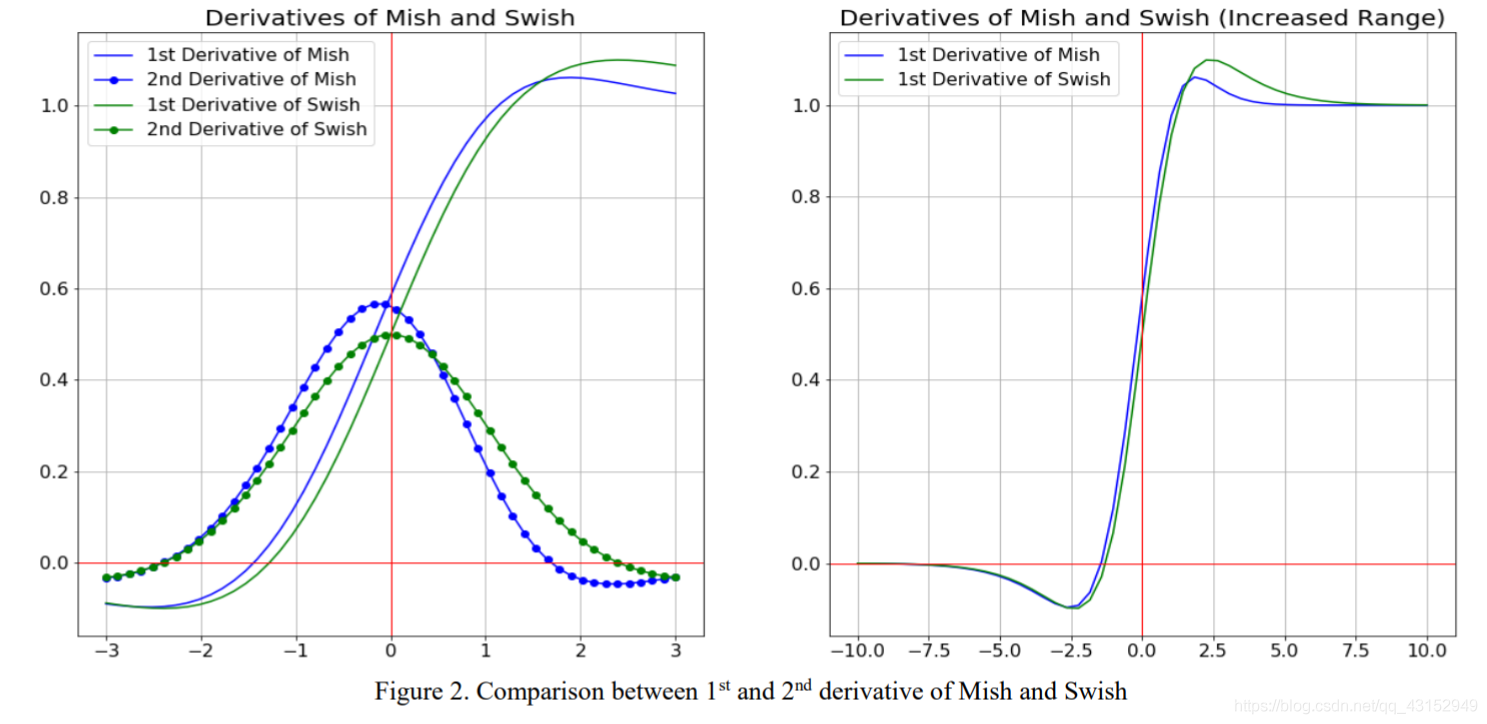 Derivatives of Mish and Swish
1st Derivative of Mish
2nd Derivative of Mish
1st Derivative of Swish
2nd Derivative of Swish
1.0
0.8
0.6
0.4
0.2
0.0
−3 −2 −1 0 1 2 3
Derivatives of Mish and Swish (Increased Range)
1st Derivative of Mish
1st Derivative of Swish
1.0
0.8
0.6
0.4
0.2
0.0
−10.0 −7.5 −5.0 −2.5 0.0 2.5 5.0 7.5 10.0
Figure 2. Comparison between 1st and 2nd derivative of Mish and Swish
https://blog.csdn.net/qq_43152949